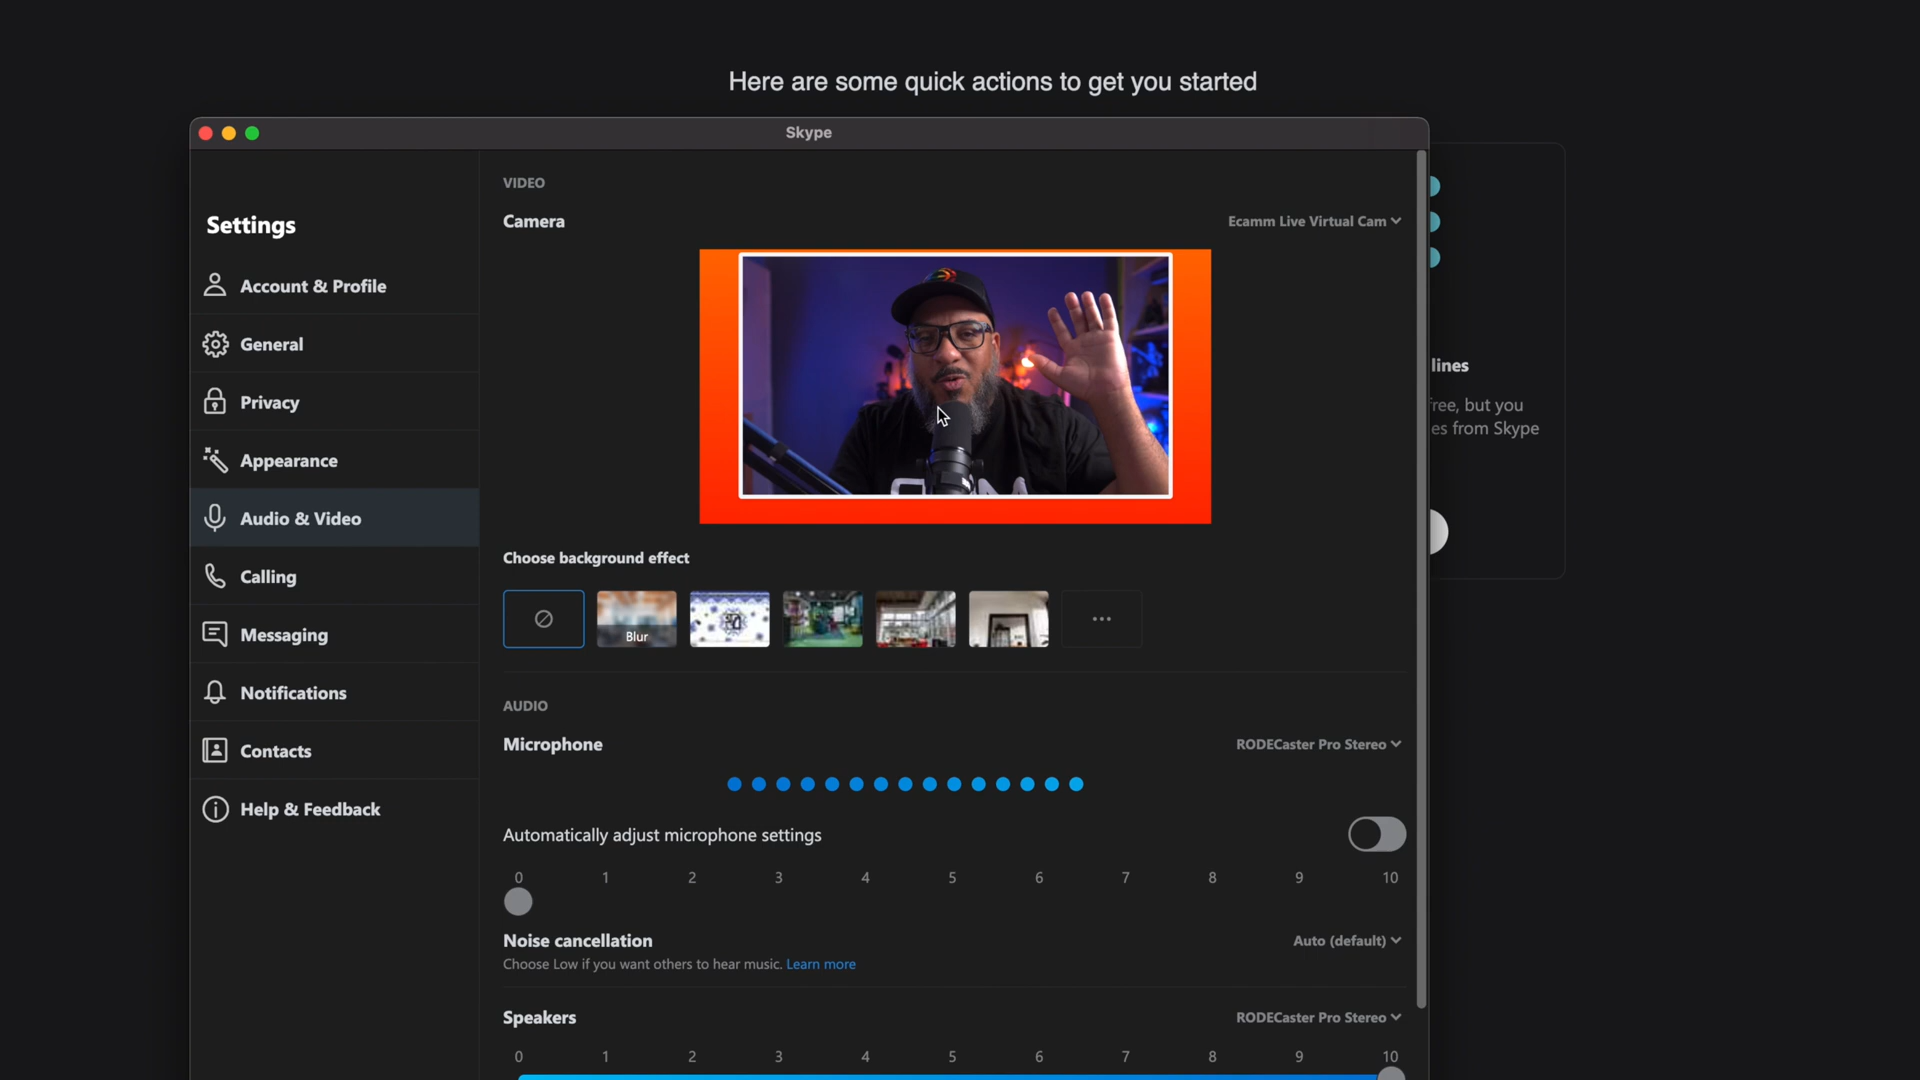 Here are some quick actions to get you started
Skype
Settings
Account & Profile
General
Privacy
Appearance
Audio & Video
Calling
Messaging
Notifications
Contacts
Help & Feedback
VIDEO
Camera
Ecamm Live Virtual Cam
Choose background effect
Blur
AUDIO
Microphone
RODECaster Pro Stereo
Automatically adjust microphone settings
0 1 2 3 4 5 6 7 8 9 10
Noise cancellation
Auto (default)
Choose Low if you want others to hear music. Learn more
Speakers
RODECaster Pro Stereo
0 1 2 3 4 5 6 7 8 9 10
lines
free, but you
es from Skype